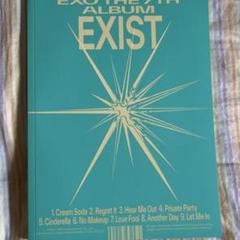 EXO THE 7TH
ALBUM
EXIST
1. Cream Soda 2. Regret It 3. Hear Me Out 4. Private Party
5. Cinderella 6. No Makeup 7. Love Fool 8. Another Day 9. Let Me In